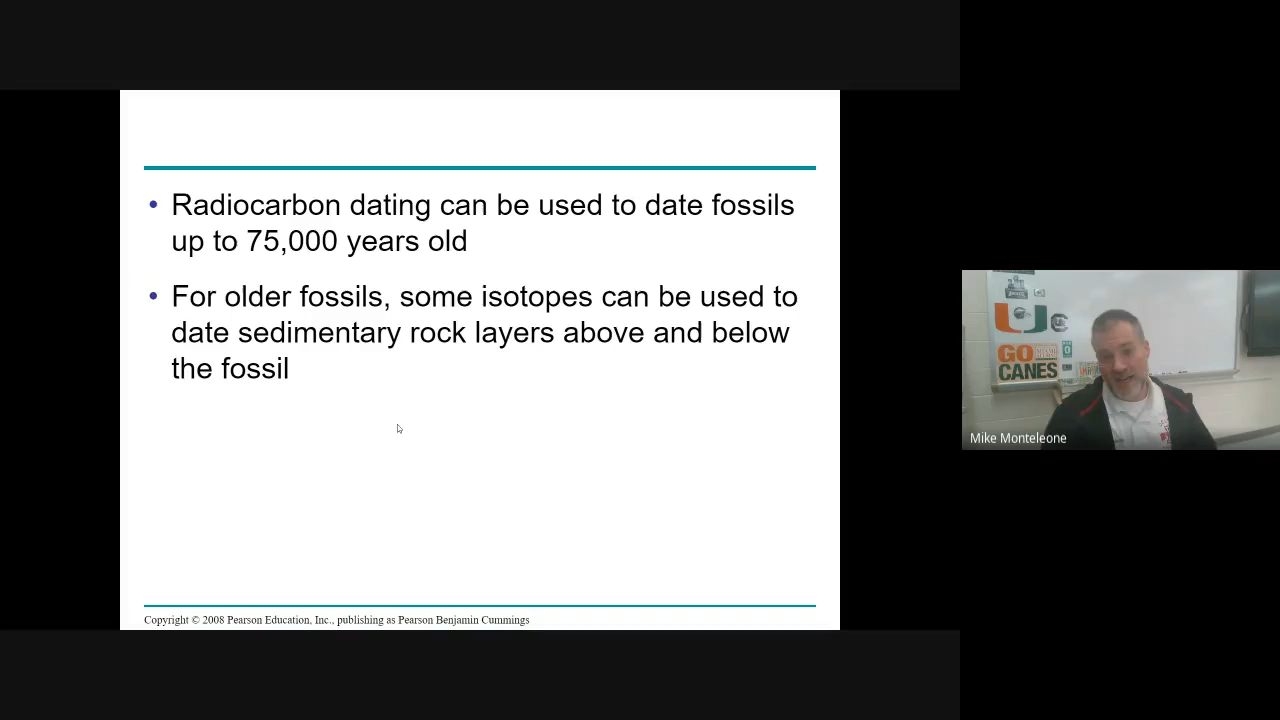 • Radiocarbon dating can be used to date fossils
up to 75,000 years old
• For older fossils, some isotopes can be used to
date sedimentary rock layers above and below
the fossil
Copyright © 2008 Pearson Education, Inc., publishing as Pearson Benjamin Cummings
GO
CANES
Mike Monteleone